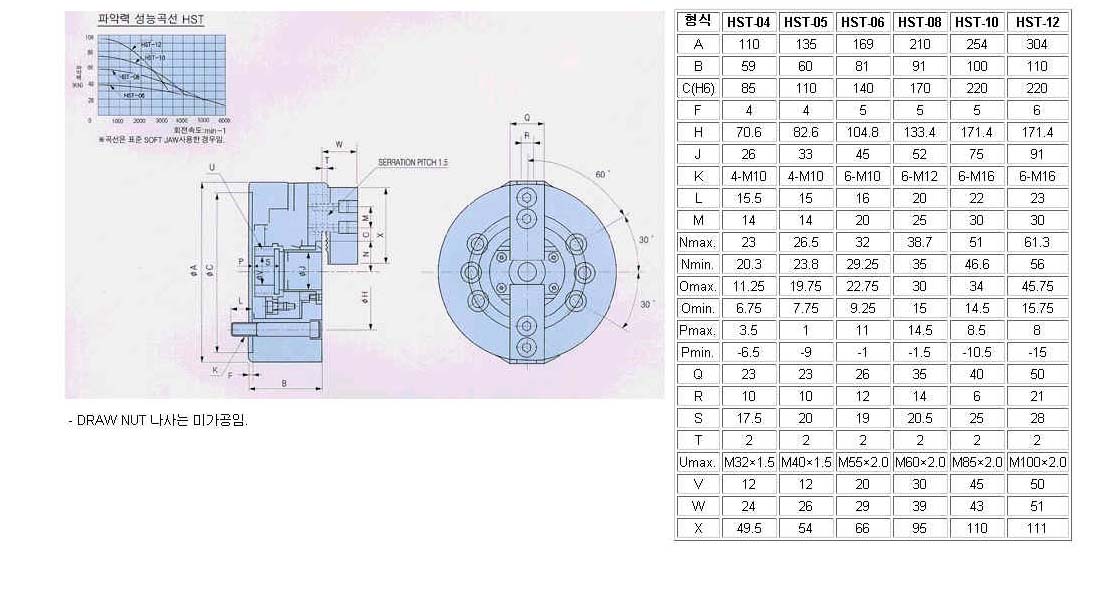 파악력 성능곡선 HST
100
80
60
40
20
0
(KN)
HST-12
HST-10
HST-08
HST-06
1000 2000 3000 4000 5000 6000
회전속도:min-1
※곡선은 표준 SOFT JAW사용한 경우임.
Q
R
W
T
SERRATION PITCH 1.5
U
60°
30°
30°
M
O
X
N
P
S
φA
φC
φV
φJ
φH
L
K
F
B
- DRAW NUT 나사는 미가공임.
형식 HST-04 HST-05 HST-06 HST-08 HST-10 HST-12
A 110 135 169 210 254 304
B 59 60 81 91 100 110
C(H6) 85 110 140 170 220 220
F 4 4 5 5 5 6
H 70.6 82.6 104.8 133.4 171.4 171.4
J 26 33 45 52 75 91
K 4-M10 4-M10 6-M10 6-M12 6-M16 6-M16
L 15.5 15 16 20 22 23
M 14 14 20 25 30 30
Nmax. 23 26.5 32 38.7 51 61.3
Nmin. 20.3 23.8 29.25 35 46.6 56
Omax. 11.25 19.75 22.75 30 34 45.75
Omin. 6.75 7.75 9.25 15 14.5 15.75
Pmax. 3.5 1 11 14.5 8.5 8
Pmin. -6.5 -9 -1 -1.5 -10.5 -15
Q 23 23 26 35 40 50
R 10 10 12 14 6 21
S 17.5 20 19 20.5 25 28
T 2 2 2 2 2 2
Umax. M32×1.5 M40×1.5 M55×2.0 M60×2.0 M85×2.0 M100×2.0
V 12 12 20 30 45 50
W 24 26 29 39 43 51
X 49.5 54 66 95 110 111